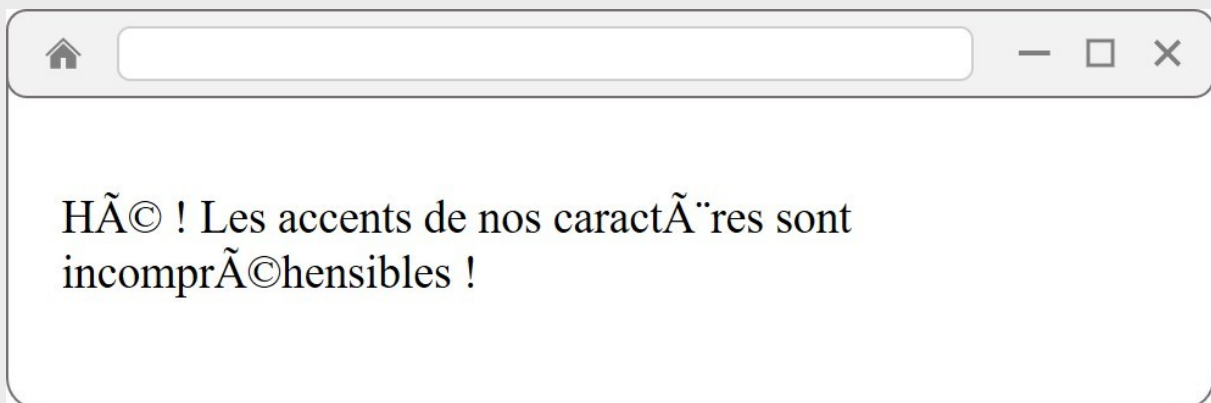 HÃ© ! Les accents de nos caractÃ¨res sont
incomprÃ©hensibles !